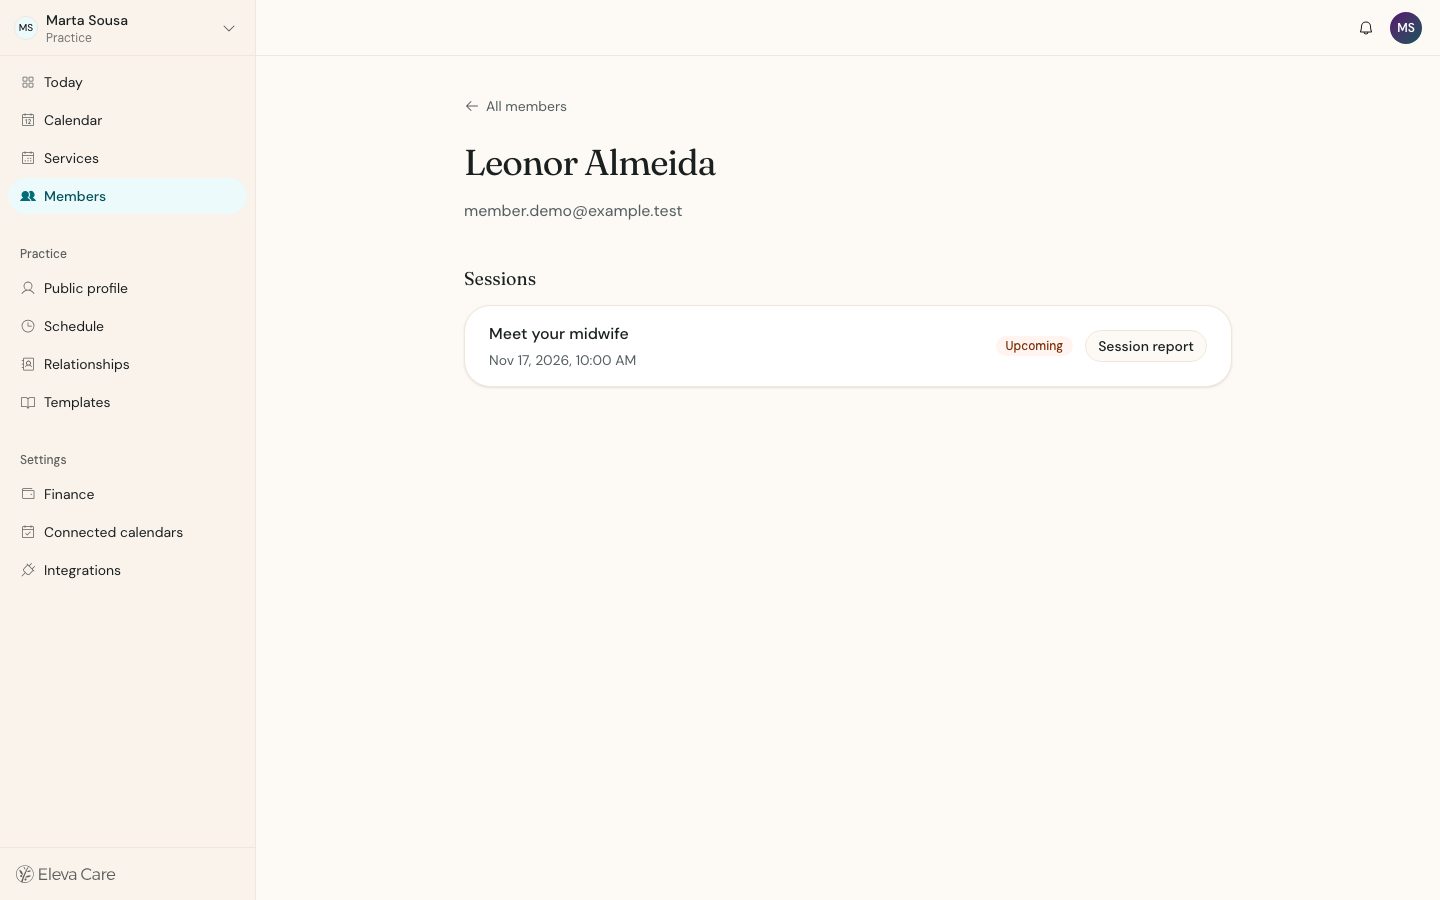 MS
Marta Sousa
Practice
MS
Today
Calendar
Services
Members
Practice
Public profile
Schedule
Relationships
Templates
Settings
Finance
Connected calendars
Integrations
Eleva Care
All members
Leonor Almeida
member.demo@example.test
Sessions
Meet your midwife
Nov 17, 2026, 10:00 AM
Upcoming
Session report